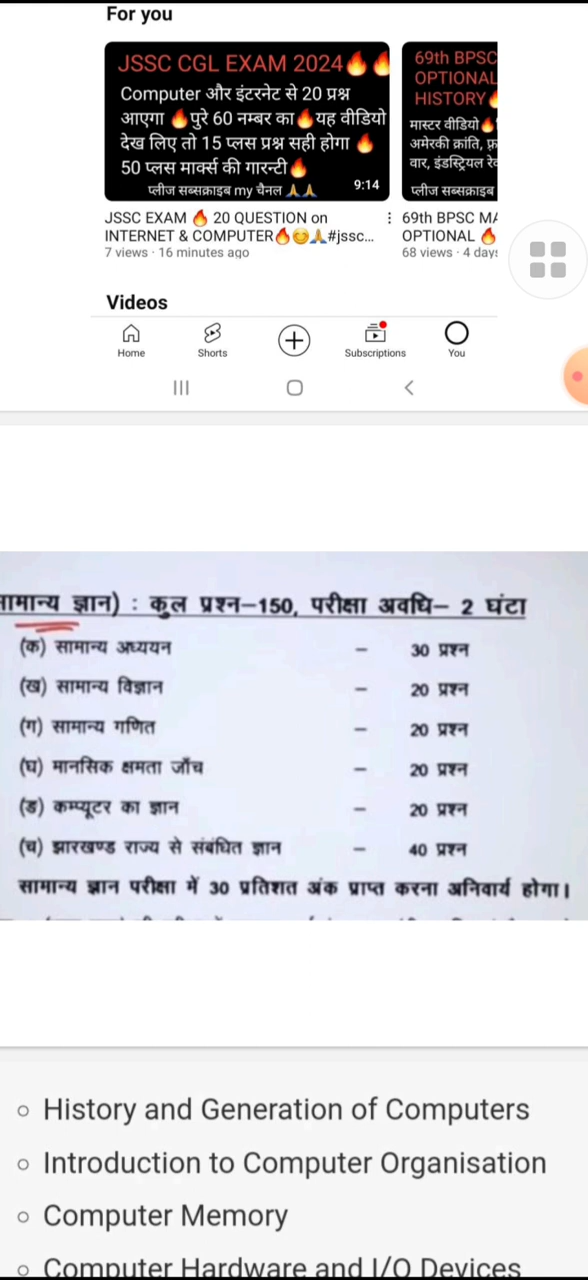 For you
JSSC CGL EXAM 2024🔥🔥
Computer और इंटरनेट से 20 प्रश्न
आएगा 🔥पुरे 60 नम्बर का🔥यह वीडियो
देख लिए तो 15 प्लस प्रश्न सही होगा 🔥
50 प्लस मार्क्स की गारन्टी🔥
प्लीज सब्सक्राइब my चैनल 🙏🙏
9:14
JSSC EXAM 🔥 20 QUESTION on
INTERNET & COMPUTER🔥😊🙏#jssc...
7 views · 16 minutes ago
69th BPSC
OPTIONAL
HISTORY🔥
मास्टर वीडियो🔥
अमेरकी क्रांति,
वार, इंडस्ट्रियल
प्लीज सब्सक्राइब
69th BPSC MA
OPTIONAL 🔥
68 views · 4 days
Videos
Home
Shorts
Subscriptions
You
सामान्य ज्ञान) : कुल प्रश्न–150, परीक्षा अवधि– 2 घंटा
(क) सामान्य अध्ययन – 30 प्रश्न
(ख) सामान्य विज्ञान – 20 प्रश्न
(ग) सामान्य गणित – 20 प्रश्न
(घ) मानसिक क्षमता जाँच – 20 प्रश्न
(ड) कम्प्यूटर का ज्ञान – 20 प्रश्न
(च) झारखण्ड राज्य से संबंधित ज्ञान – 40 प्रश्न
सामान्य ज्ञान परीक्षा में 30 प्रतिशत अंक प्राप्त करना अनिवार्य होगा।
History and Generation of Computers
Introduction to Computer Organisation
Computer Memory
Computer Hardware and I/O Devices